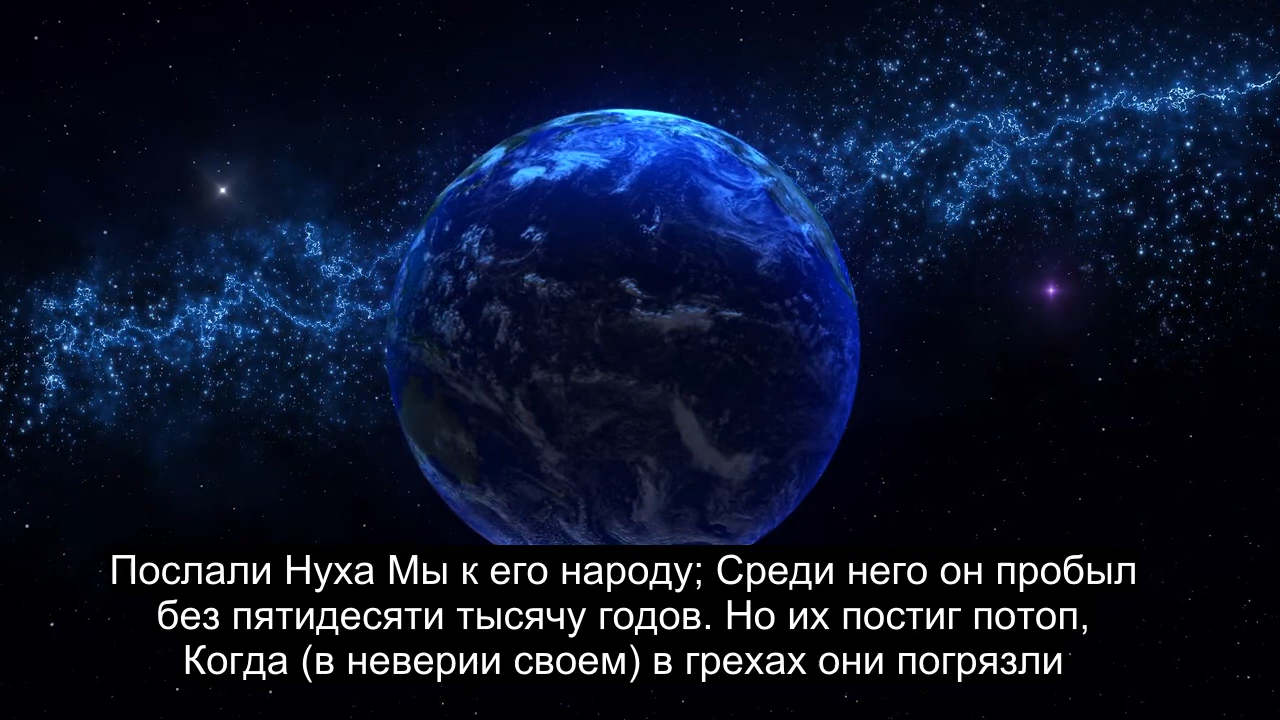 Послали Нуха Мы к его народу; Среди него он пробыл
без пятидесяти тысячу годов. Но их постиг потоп,
Когда (в неверии своем) в грехах они погрязли